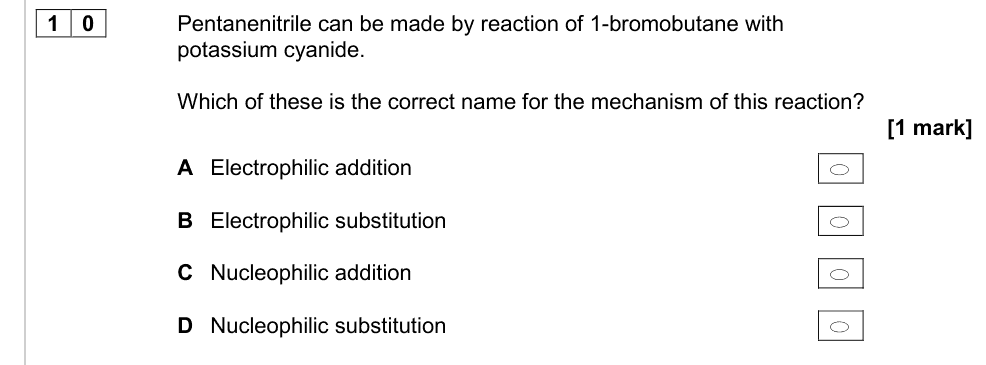 1 0 Pentanenitrile can be made by reaction of 1-bromobutane with
potassium cyanide.
Which of these is the correct name for the mechanism of this reaction?
[1 mark]
A Electrophilic addition
B Electrophilic substitution
C Nucleophilic addition
D Nucleophilic substitution